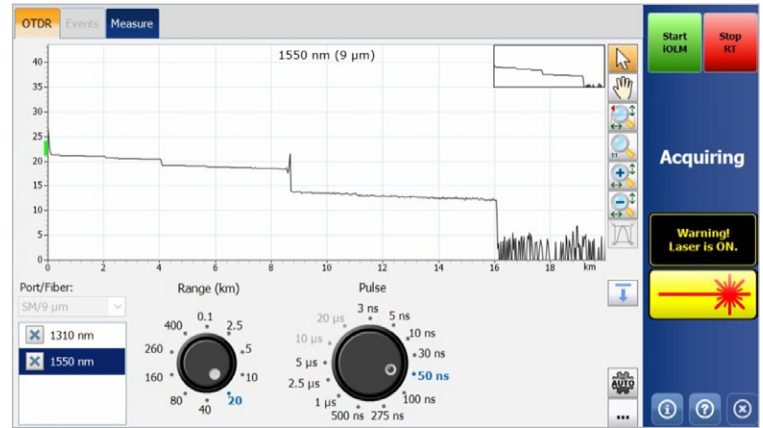 OTDR Events Measure
Start iOLM
Stop RT
1550 nm (9 µm)
40
35
30
25
20
15
10
5
0
0 2 4 6 8 10 12 14 16 18 km
Acquiring
Warning!
Laser is ON.
Port/Fiber:
SM/9 µm
1310 nm
1550 nm
Range (km)
0.1
2.5
5
10
20
40
80
160
260
400
Pulse
3 ns
5 ns
10 ns
30 ns
50 ns
100 ns
275 ns
500 ns
1 µs
2.5 µs
5 µs
10 µs
20 µs
AUTO
...